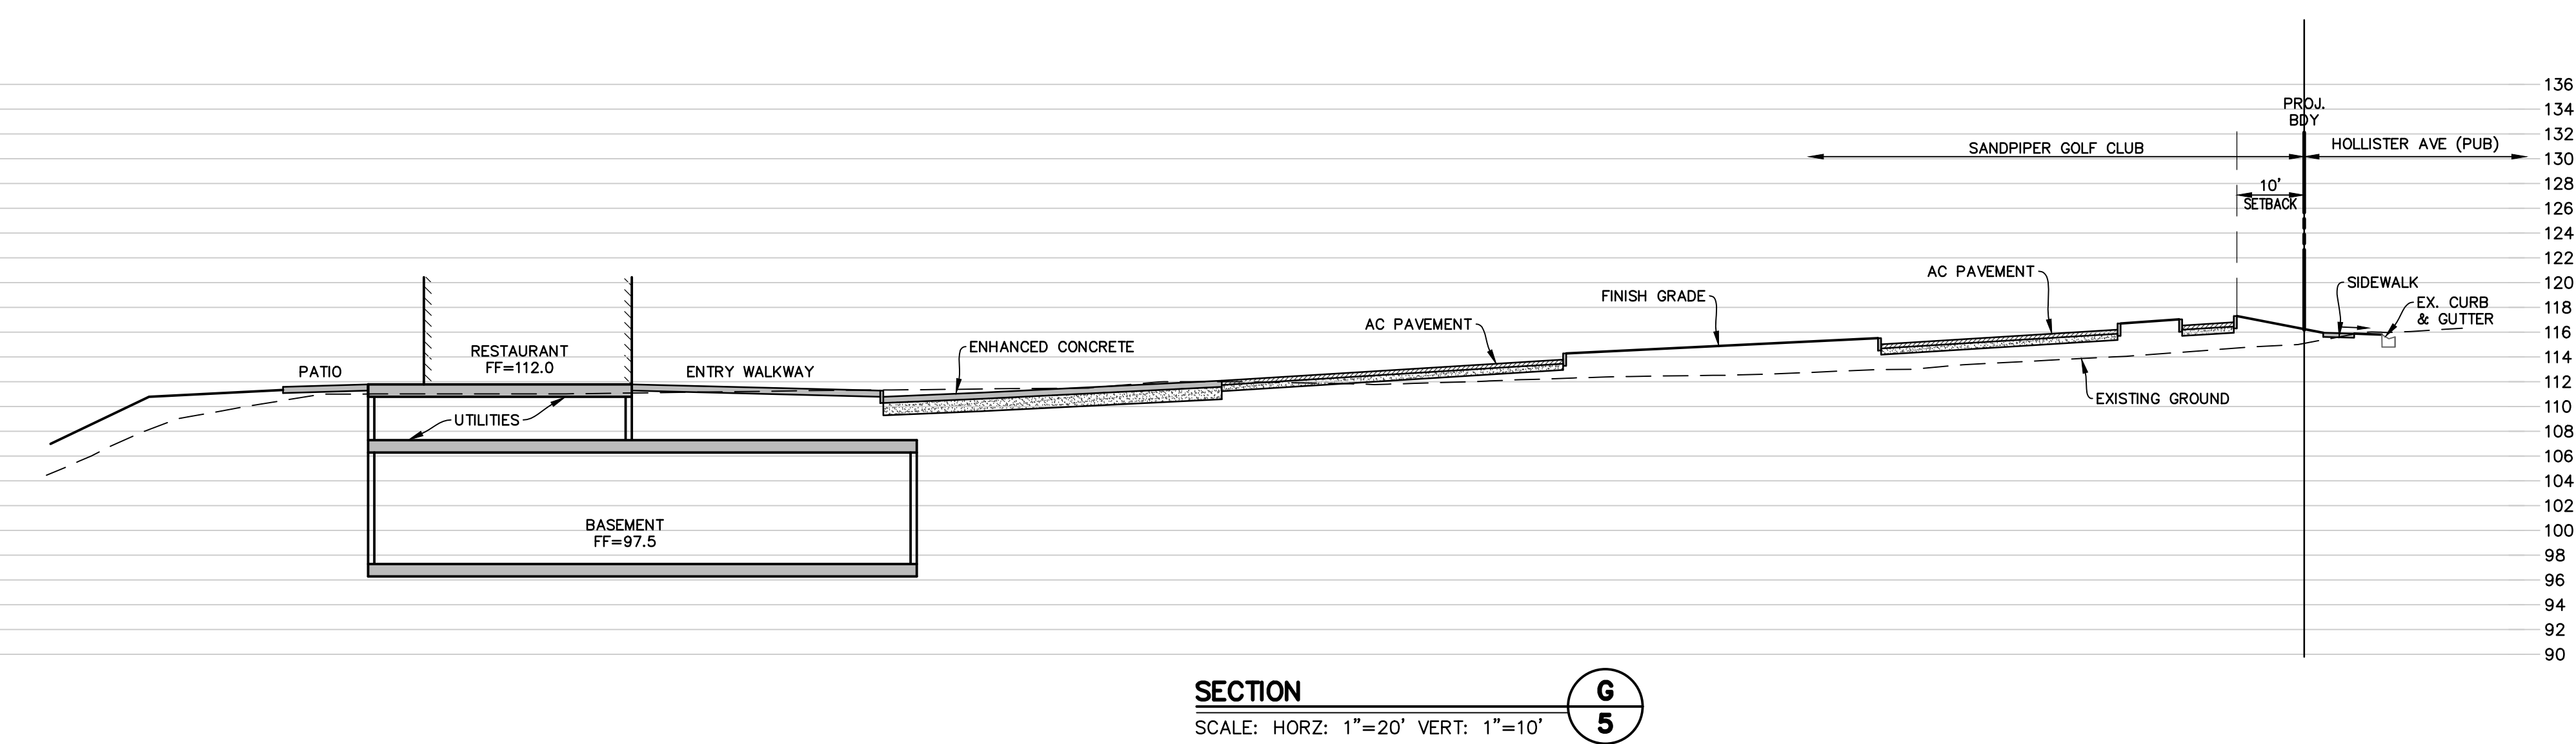 136
PROJ.
BDY
134
132
SANDPIPER GOLF CLUB
HOLLISTER AVE (PUB)
130
10'
SETBACK
128
126
124
122
AC PAVEMENT
SIDEWALK
120
FINISH GRADE
EX. CURB
& GUTTER
118
AC PAVEMENT
116
RESTAURANT
FF=112.0
ENHANCED CONCRETE
114
PATIO
ENTRY WALKWAY
112
EXISTING GROUND
110
UTILITIES
108
106
104
BASEMENT
FF=97.5
102
100
98
96
94
92
90
SECTION
G
5
SCALE: HORZ: 1"=20' VERT: 1"=10'